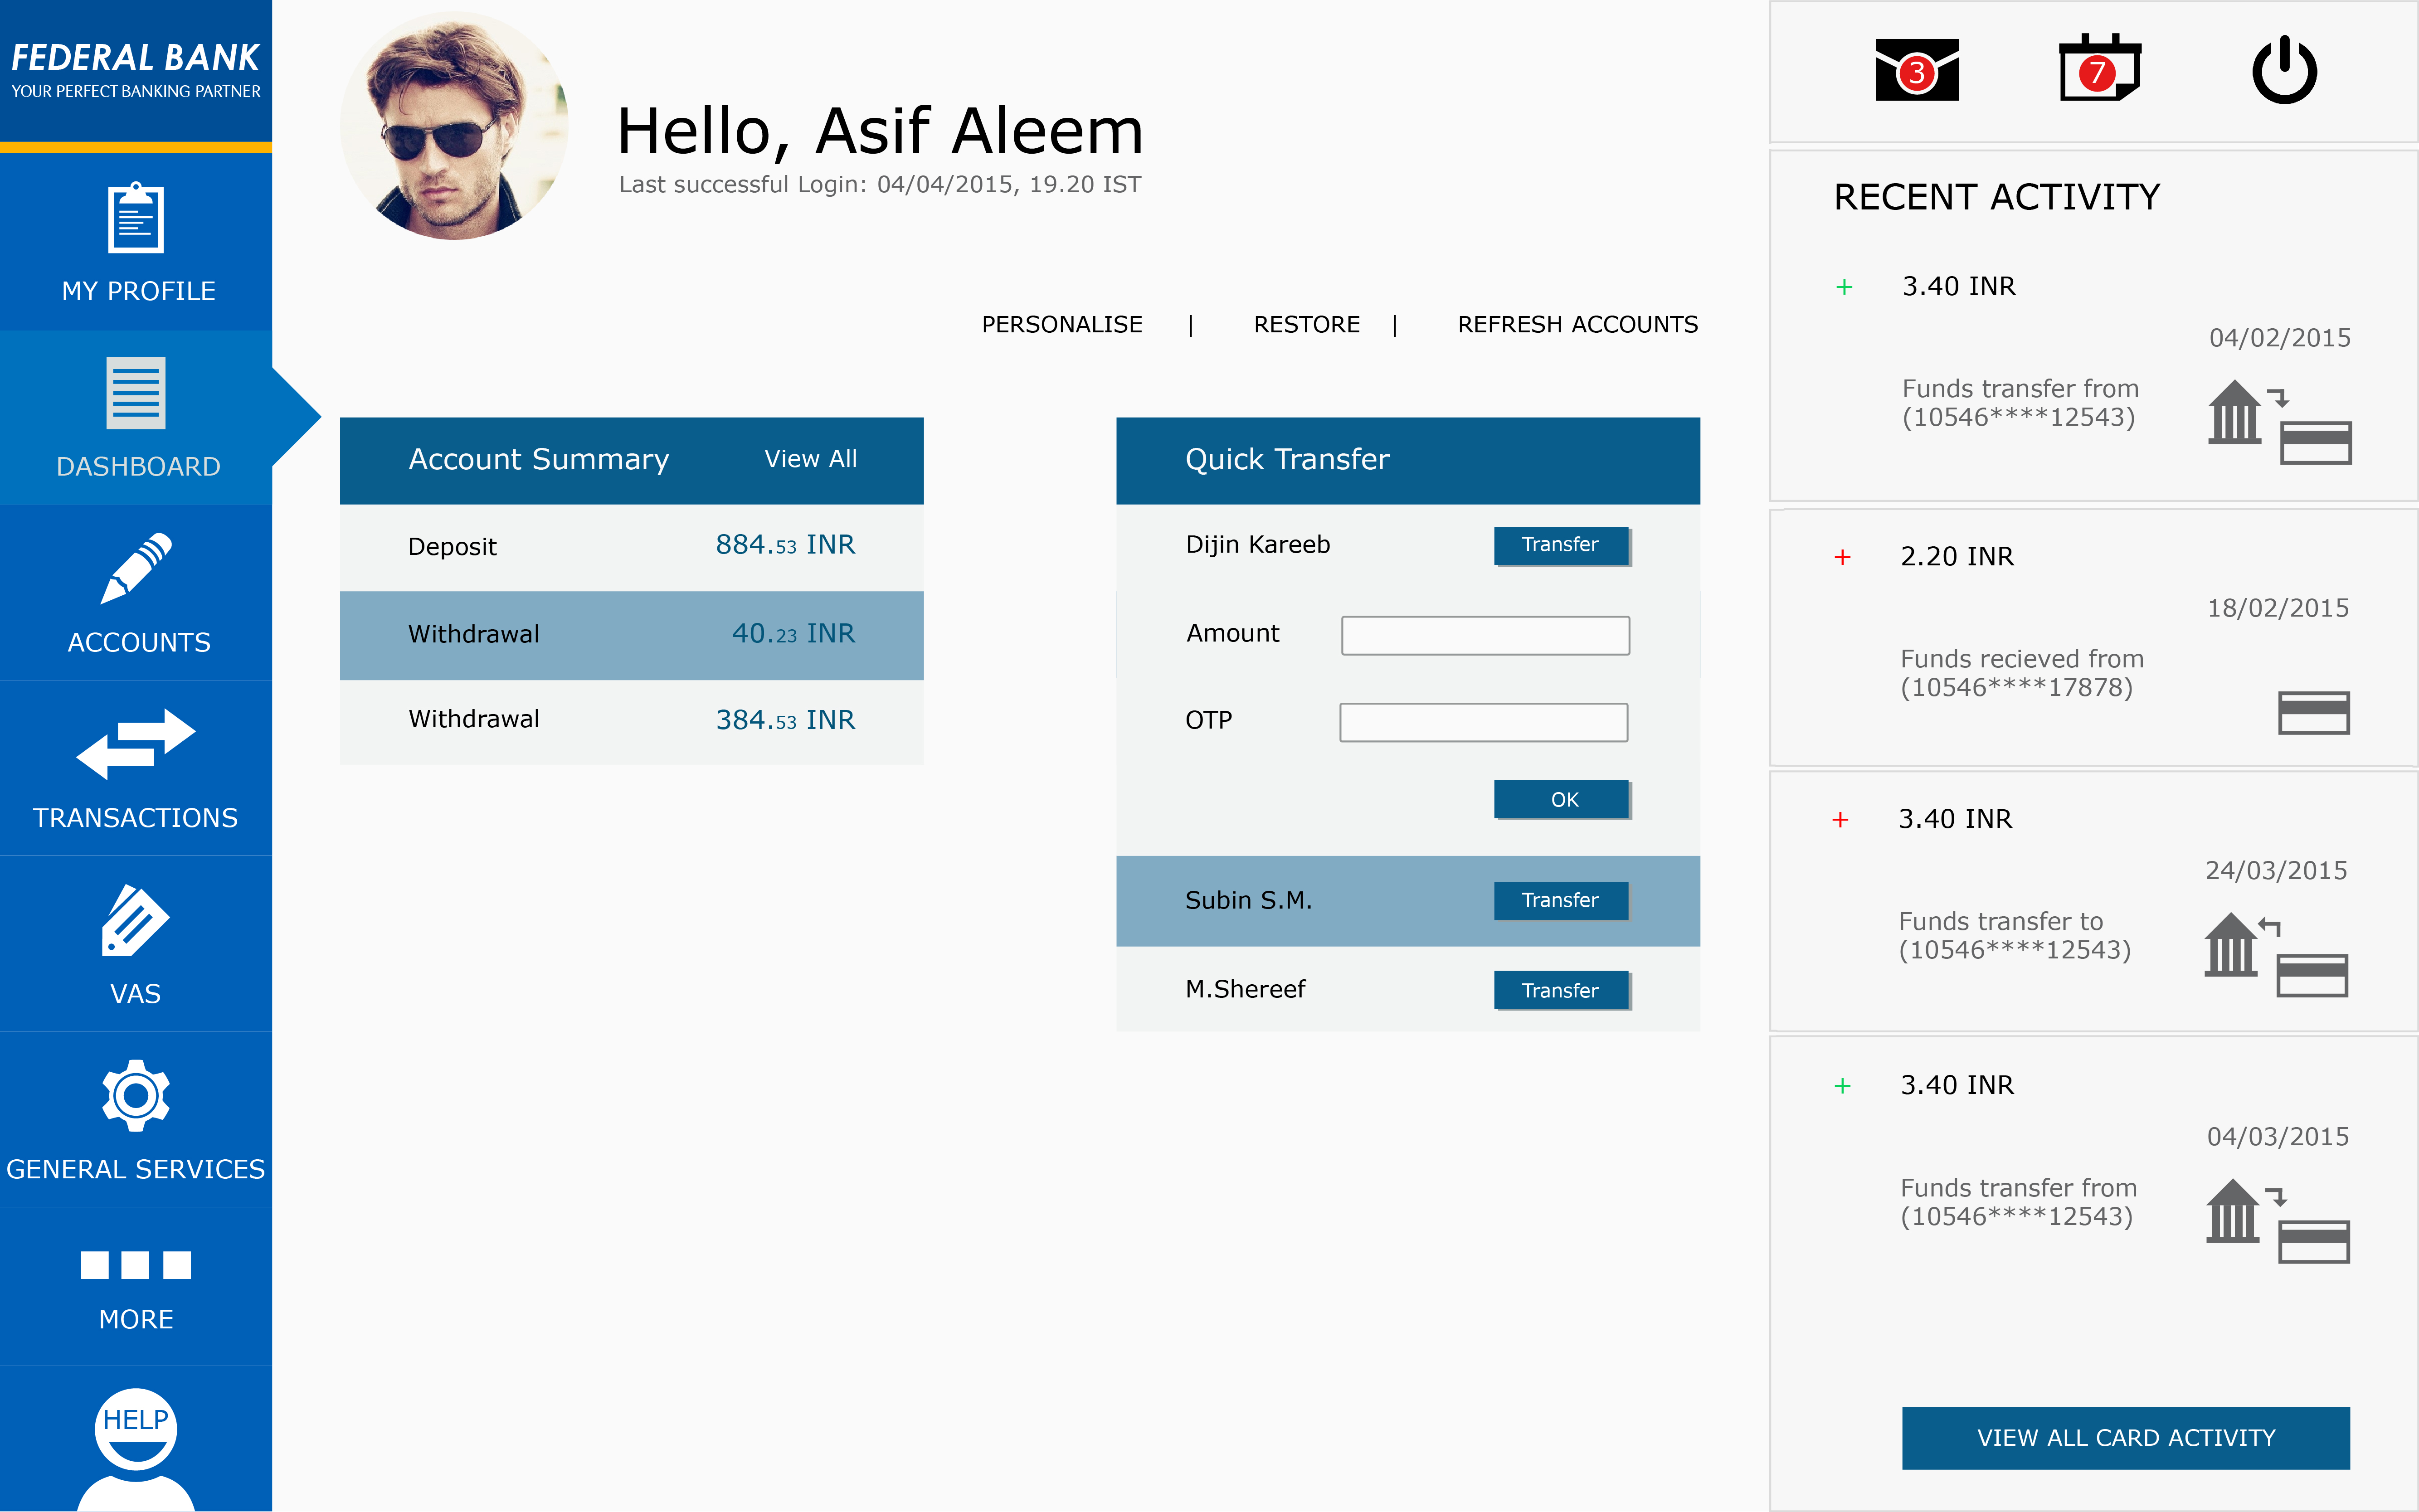 FEDERAL BANK
YOUR PERFECT BANKING PARTNER
MY PROFILE
DASHBOARD
ACCOUNTS
TRANSACTIONS
VAS
GENERAL SERVICES
MORE
HELP
Hello, Asif Aleem
Last successful Login: 04/04/2015, 19.20 IST
PERSONALISE | RESTORE | REFRESH ACCOUNTS
Account Summary View All
Deposit 884.53 INR
Withdrawal 40.23 INR
Withdrawal 384.53 INR
Quick Transfer
Dijin Kareeb Transfer
Amount
OTP
OK
Subin S.M. Transfer
M.Shereef Transfer
3
7
RECENT ACTIVITY
+ 3.40 INR
04/02/2015
Funds transfer from
(10546****12543)
+ 2.20 INR
18/02/2015
Funds recieved from
(10546****17878)
+ 3.40 INR
24/03/2015
Funds transfer to
(10546****12543)
+ 3.40 INR
04/03/2015
Funds transfer from
(10546****12543)
VIEW ALL CARD ACTIVITY